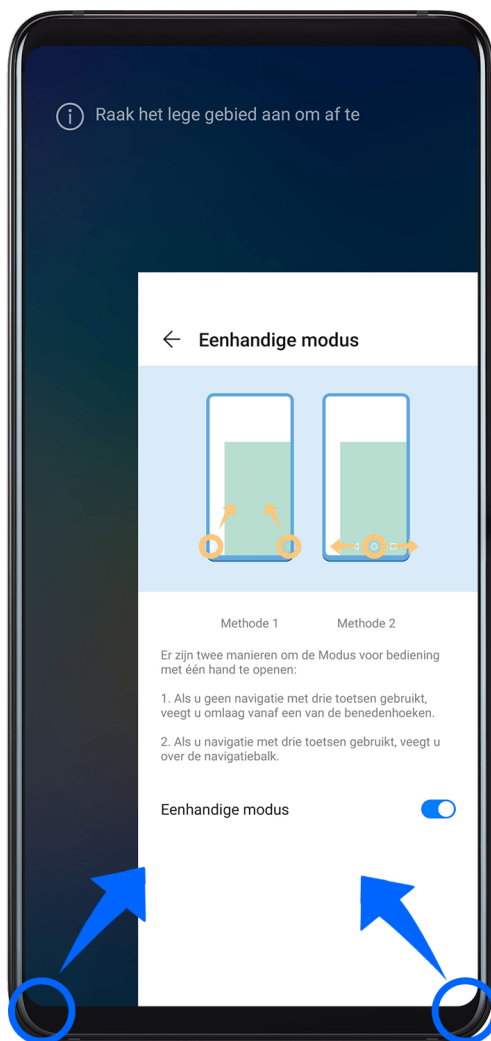 Raak het lege gebied aan om af te
Eenhandige modus
Methode 1
Methode 2
Er zijn twee manieren om de Modus voor bediening
met één hand te openen:
1. Als u geen navigatie met drie toetsen gebruikt,
veegt u omlaag vanaf een van de benedenhoeken.
2. Als u navigatie met drie toetsen gebruikt, veegt u
over de navigatiebalk.
Eenhandige modus